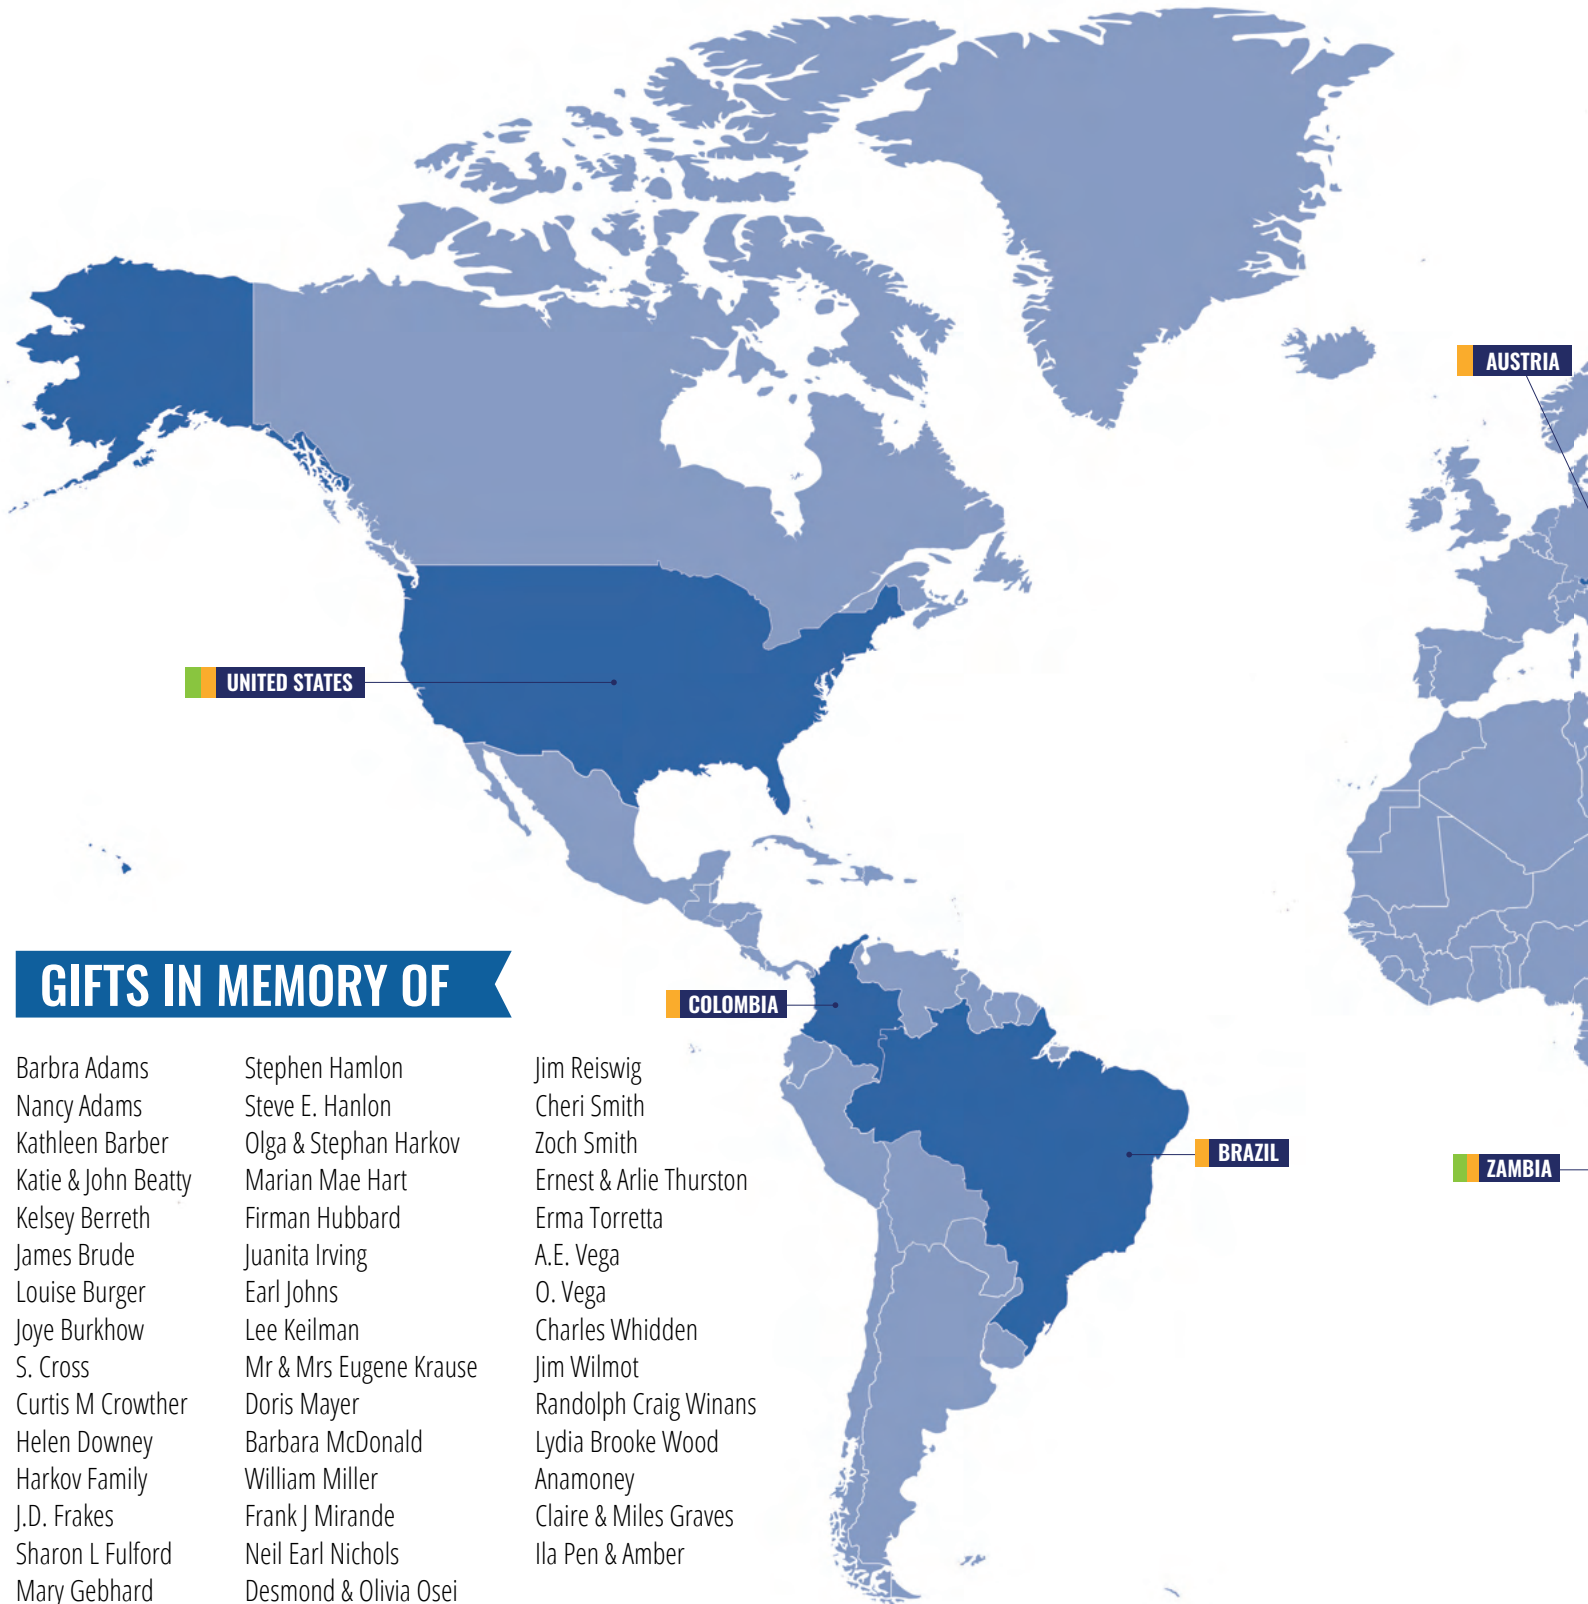 AUSTRIA
UNITED STATES
COLOMBIA
BRAZIL
ZAMBIA
GIFTS IN MEMORY OF
Barbra Adams
Nancy Adams
Kathleen Barber
Katie & John Beatty
Kelsey Berreth
James Brude
Louise Burger
Joye Burkhow
S. Cross
Curtis M Crowther
Helen Downey
Harkov Family
J.D. Frakes
Sharon L Fulford
Mary Gebhard
Stephen Hamlon
Steve E. Hanlon
Olga & Stephan Harkov
Marian Mae Hart
Firman Hubbard
Juanita Irving
Earl Johns
Lee Keilman
Mr & Mrs Eugene Krause
Doris Mayer
Barbara McDonald
William Miller
Frank J Mirande
Neil Earl Nichols
Desmond & Olivia Osei
Jim Reiswig
Cheri Smith
Zoch Smith
Ernest & Arlie Thurston
Erma Torretta
A.E. Vega
O. Vega
Charles Whidden
Jim Wilmot
Randolph Craig Winans
Lydia Brooke Wood
Anamoney
Claire & Miles Graves
Ila Pen & Amber